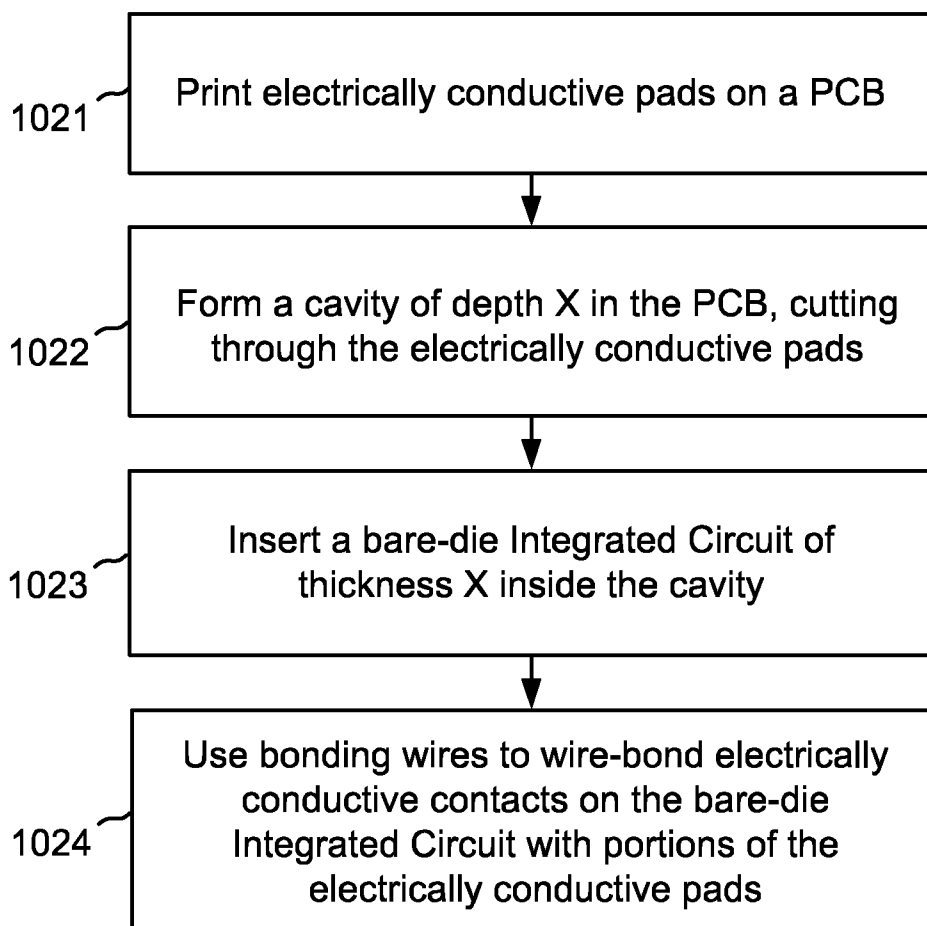 1021
Print electrically conductive pads on a PCB
1022
Form a cavity of depth X in the PCB, cutting
through the electrically conductive pads
1023
Insert a bare-die Integrated Circuit of
thickness X inside the cavity
1024
Use bonding wires to wire-bond electrically
conductive contacts on the bare-die
Integrated Circuit with portions of the
electrically conductive pads